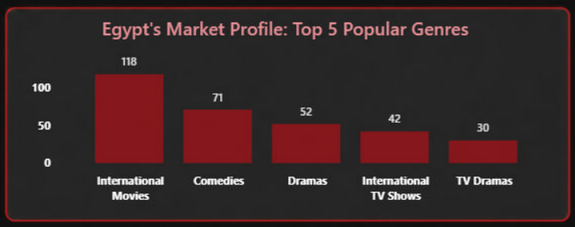 Egypt's Market Profile: Top 5 Popular Genres
118
100
71
52
50
42
30
0
International Movies
Comedies
Dramas
International TV Shows
TV Dramas